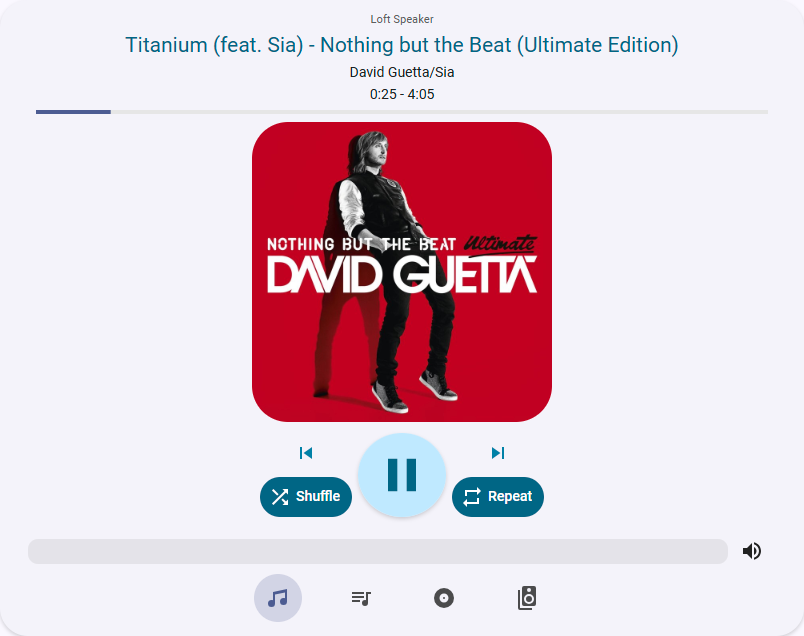 Loft Speaker
Titanium (feat. Sia) - Nothing but the Beat (Ultimate Edition)
David Guetta/Sia
0:25 - 4:05
NOTHING BUT THE BEAT Ultimate
DAVID GUETTA
Shuffle
Repeat